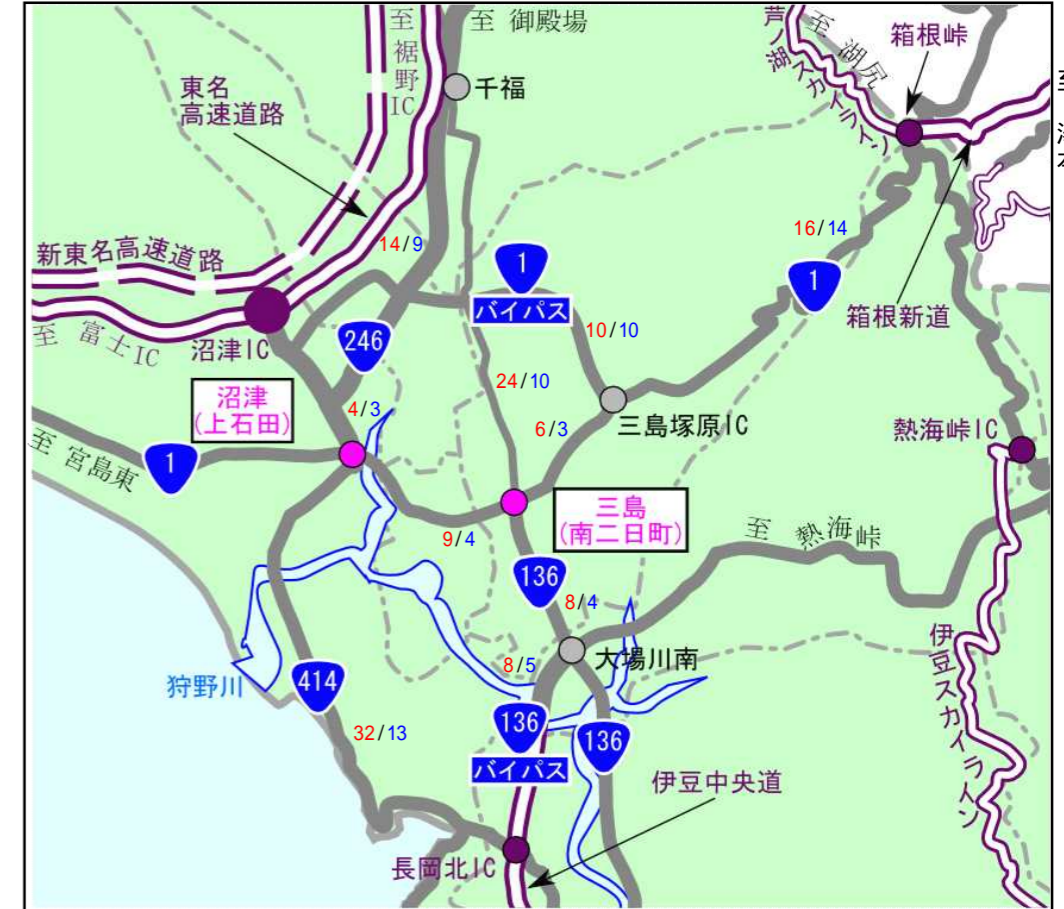 至 御殿場
至 裾野IC
千福
東名
高速道路
芦ノ湖スカイライン
至 湖尻
箱根峠
至
新東名高速道路
14/9
1
バイパス
16/14
1
箱根新道
至 富士IC
沼津IC
246
10/10
沼津
(上石田)
4/3
24/10
6/3
三島塚原IC
熱海峠IC
至 宮島東
1
三島
(南二日町)
9/4
至 熱海峠
136
8/4
大場川南
8/5
狩野川
414
32/13
136
バイパス
136
伊豆中央道
伊豆スカイライン
長岡北IC